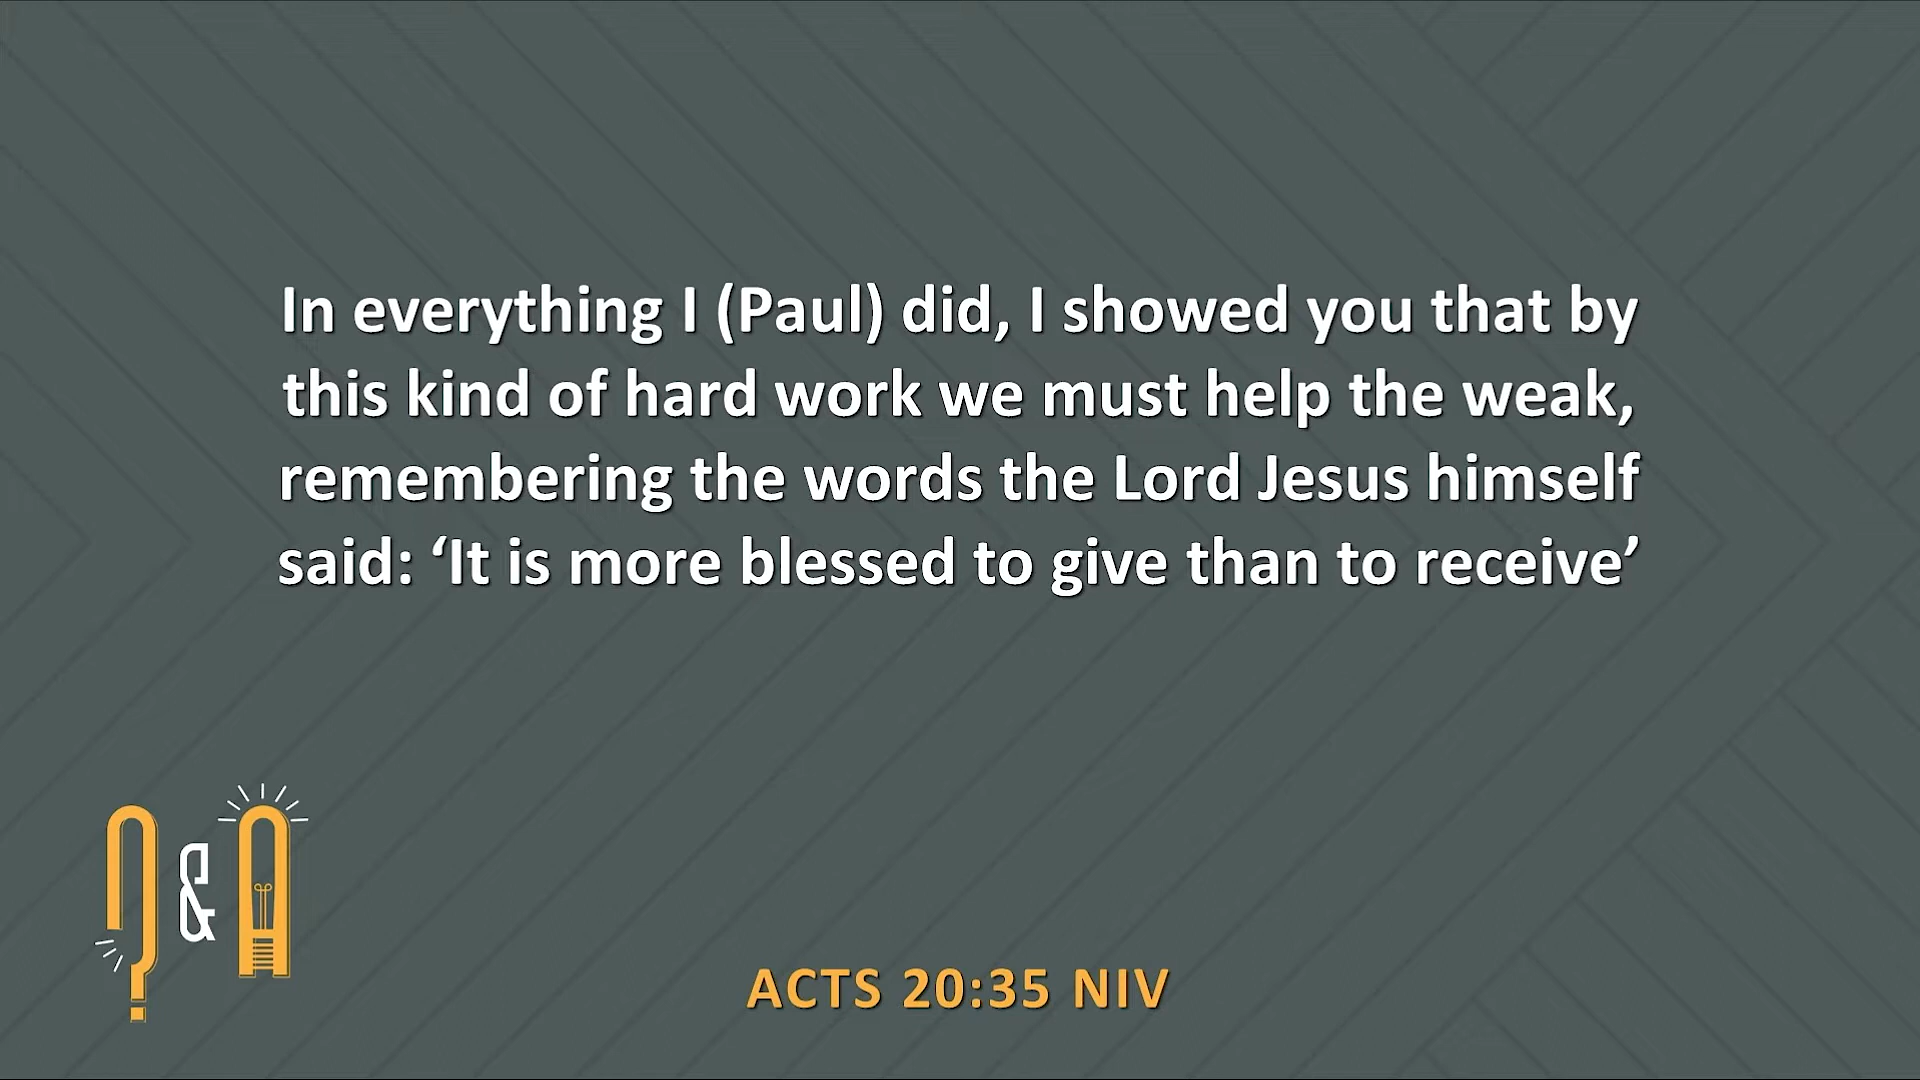 In everything I (Paul) did, I showed you that by
this kind of hard work we must help the weak,
remembering the words the Lord Jesus himself
said: ‘It is more blessed to give than to receive’
? & A
ACTS 20:35 NIV